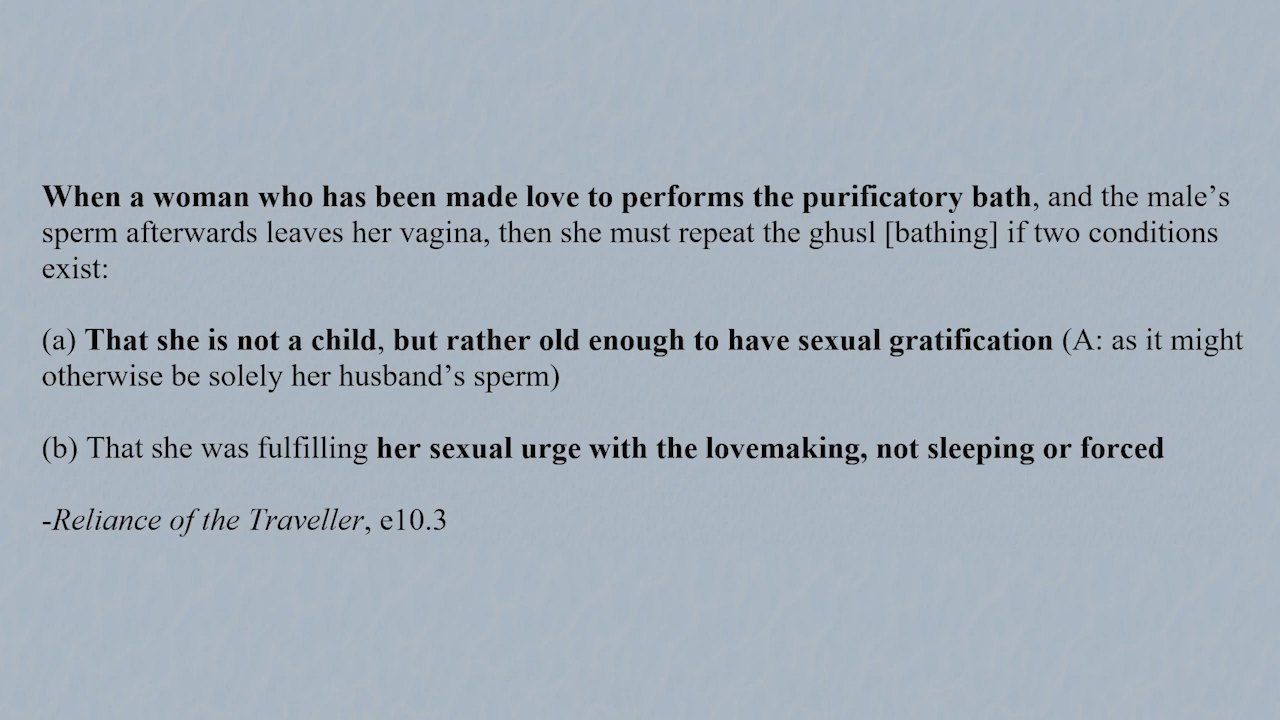 When a woman who has been made love to performs the purificatory bath, and the male's
sperm afterwards leaves her vagina, then she must repeat the ghusl [bathing] if two conditions
exist:
(a) That she is not a child, but rather old enough to have sexual gratification (A: as it might
otherwise be solely her husband's sperm)
(b) That she was fulfilling her sexual urge with the lovemaking, not sleeping or forced
-Reliance of the Traveller, e10.3